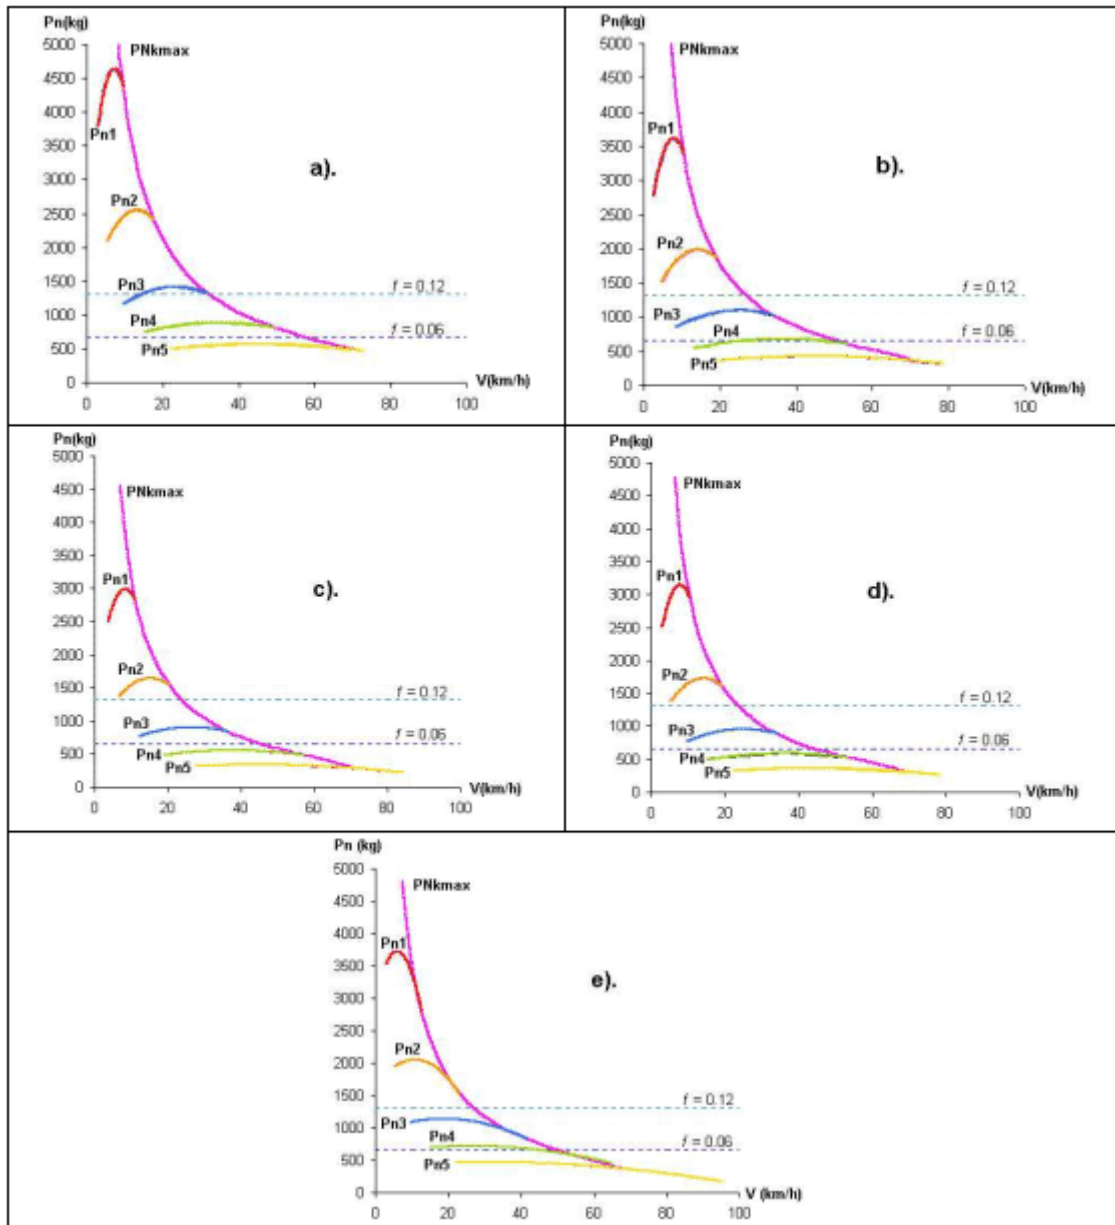 Pn(kg)
5000
PNkmax
4500
4000
Pn1
3500
a).
3000
Pn2
2500
2000
1500
Pn3
f = 0.12
1000
Pn4
f = 0.06
500
Pn5
0
V(km/h)
0 20 40 60 80 100
Pn(kg)
5000
PNkmax
4500
4000
Pn1
3500
b).
3000
2500
Pn2
2000
1500
f = 0.12
Pn3
1000
Pn4
f = 0.06
500
Pn5
0
V(km/h)
0 20 40 60 80 100
Pn(kg)
5000
4500
PNkmax
4000
3500
Pn1
3000
c).
2500
2000
Pn2
1500
f = 0.12
Pn3
1000
f = 0.06
Pn4
500
Pn5
0
V(km/h)
0 20 40 60 80 100
Pn(kg)
5000
4500
PNkmax
4000
3500
Pn1
3000
d).
2500
2000
Pn2
1500
f = 0.12
Pn3
1000
f = 0.06
Pn4
500
Pn5
0
V(km/h)
0 20 40 60 80 100
Pn (kg)
5000
PNkmax
4500
4000
Pn1
3500
e).
3000
2500
Pn2
2000
1500
f = 0.12
Pn3
1000
Pn4
f = 0.06
500
Pn5
0
V (km/h)
0 20 40 60 80 100